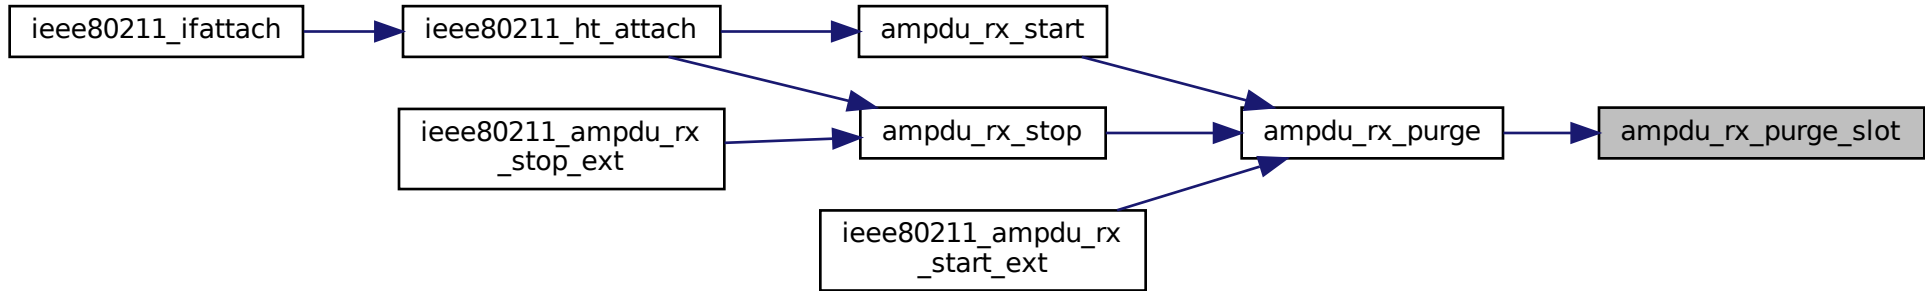 ieee80211_ifattach
ieee80211_ht_attach
ampdu_rx_start
ieee80211_ampdu_rx
_stop_ext
ampdu_rx_stop
ampdu_rx_purge
ampdu_rx_purge_slot
ieee80211_ampdu_rx
_start_ext